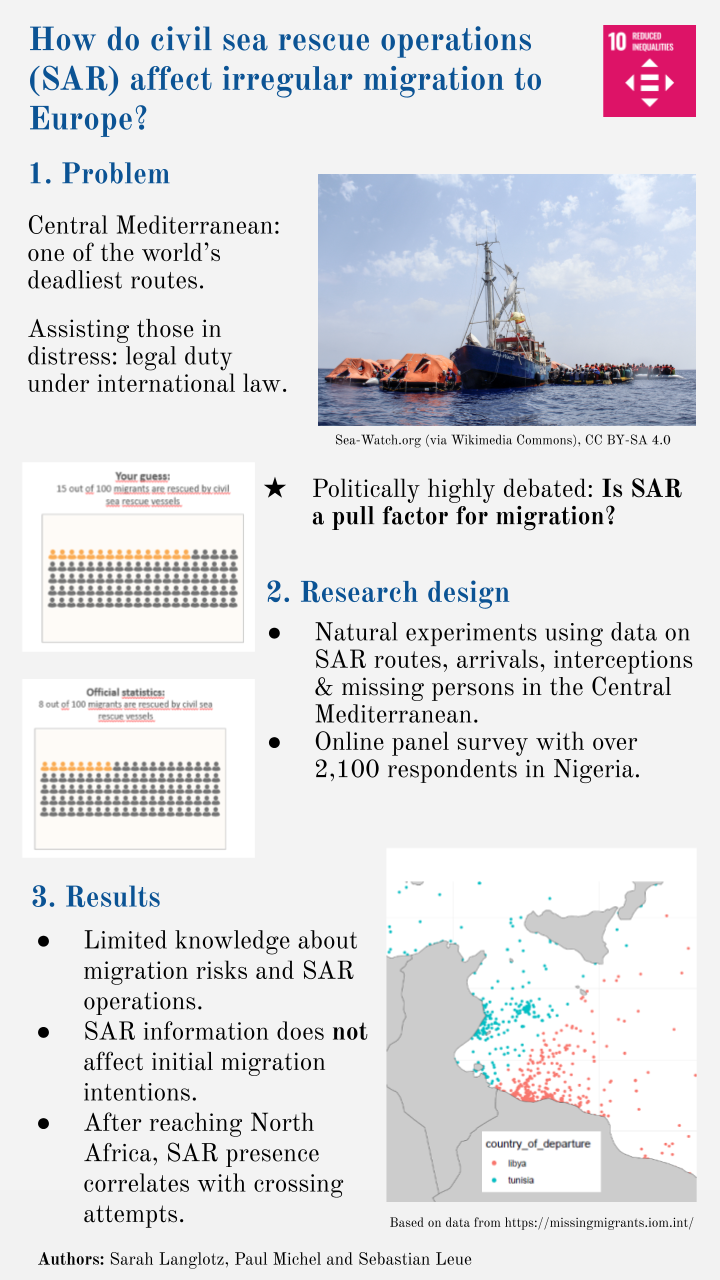 How do civil sea rescue operations
(SAR) affect irregular migration to
Europe?
10 REDUCED
INEQUALITIES
1. Problem
Central Mediterranean:
one of the world's
deadliest routes.
Assisting those in
distress: legal duty
under international law.
Sea-Watch
Sea-Watch.org (via Wikimedia Commons), CC BY-SA 4.0
Your guess:
15 out of 100 migrants are rescued by civil
sea rescue vessels
★ Politically highly debated: Is SAR
a pull factor for migration?
2. Research design
● Natural experiments using data on
SAR routes, arrivals, interceptions
& missing persons in the Central
Mediterranean.
● Online panel survey with over
2,100 respondents in Nigeria.
Official statistics:
8 out of 100 migrants are rescued by civil sea
rescue vessels
3. Results
● Limited knowledge about
migration risks and SAR
operations.
● SAR information does not
affect initial migration
intentions.
● After reaching North
Africa, SAR presence
correlates with crossing
attempts.
country_of_departure
libya
tunisia
Based on data from https://missingmigrants.iom.int/
Authors: Sarah Langlotz, Paul Michel and Sebastian Leue